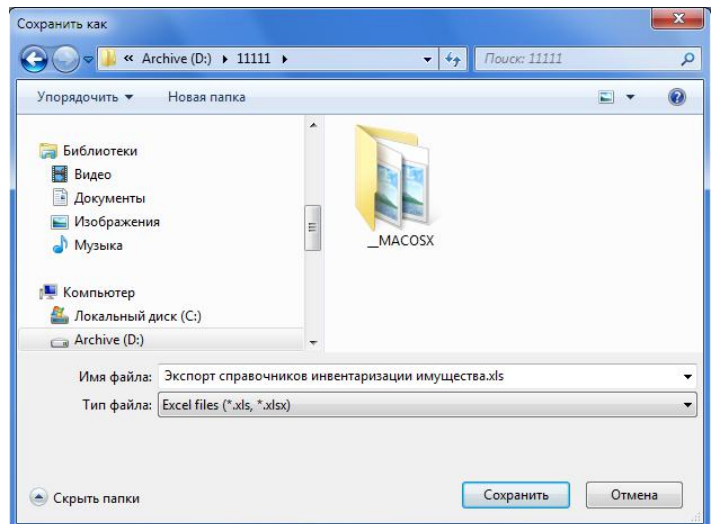 Сохранить как
« Archive (D:) ▸ 11111 ▸
Поиск: 11111
Упорядочить ▼ Новая папка
Библиотеки
Видео
Документы
Изображения
Музыка
Компьютер
Локальный диск (C:)
Archive (D:)
__MACOSX
Имя файла: Экспорт справочников инвентаризации имущества.xls
Тип файла: Excel files (*.xls, *.xlsx)
Скрыть папки
Сохранить
Отмена